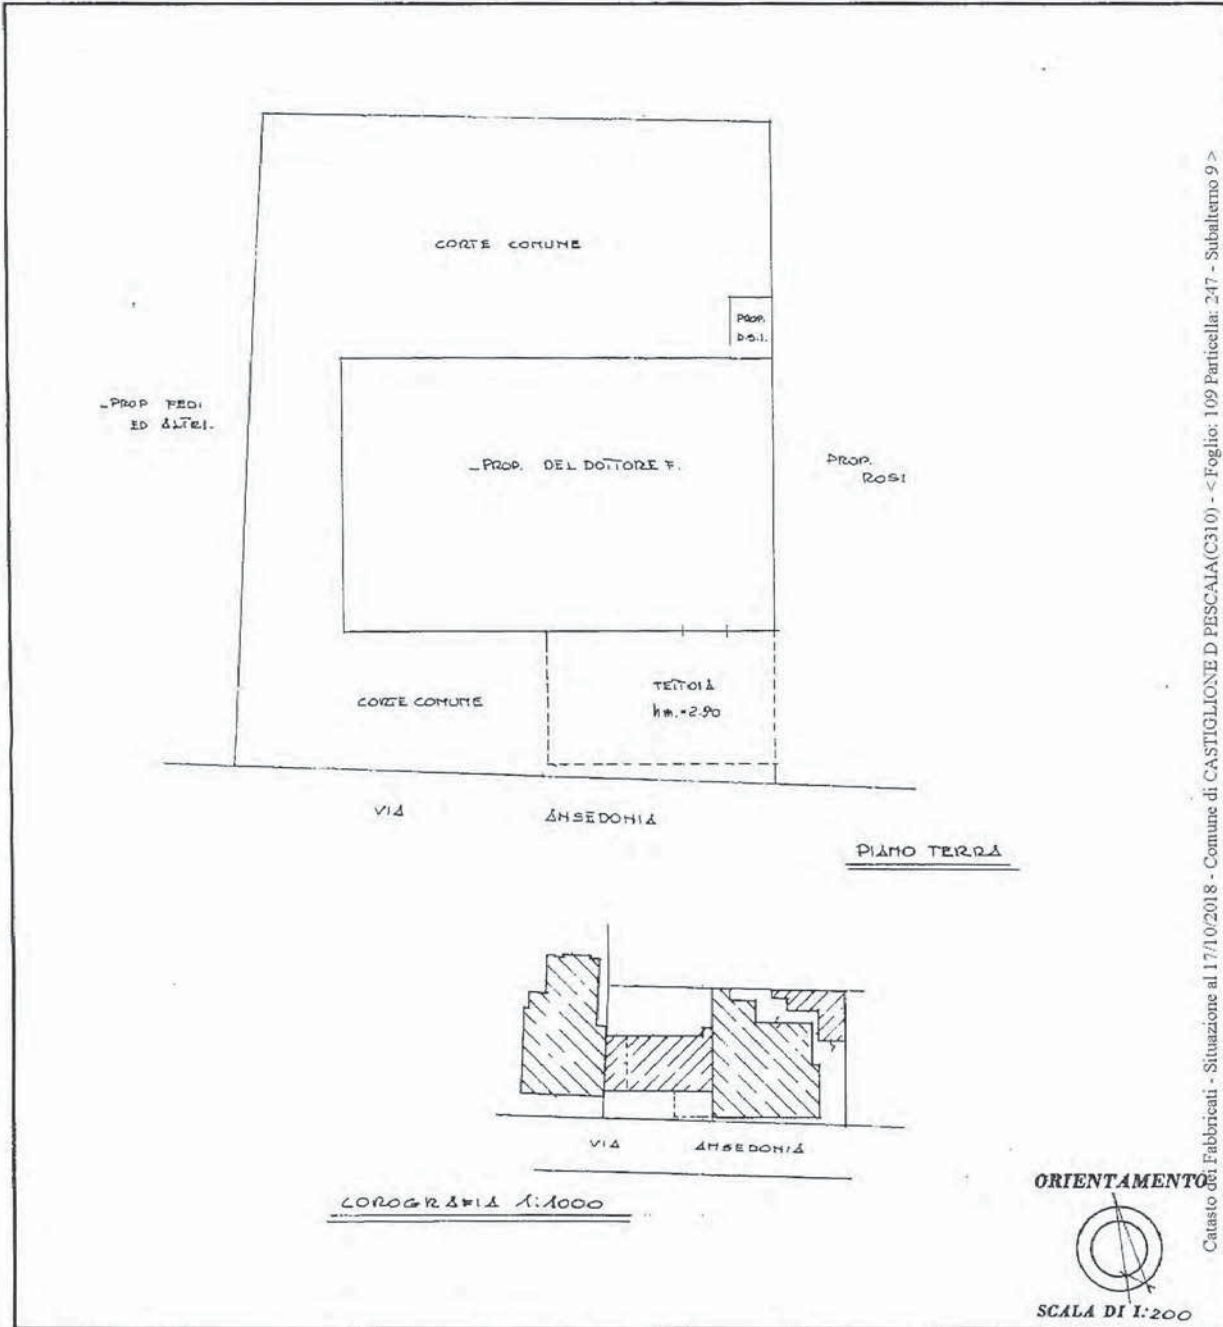 CORTE COMUNE
PROP.
D.S.I.
PROP FEDI
ED ALTRI.
PROP. DEL DOTTORE F.
PROP.
ROSI
CORTE COMUNE
TETTOIA
hm.=2.90
VIA ANSEDONIA
PIANO TERRA
VIA ANSEDONIA
COROGRAFIA 1:1000
ORIENTAMENTO
SCALA DI 1:200
Catasto dei Fabbricati - Situazione al 17/10/2018 - Comune di CASTIGLIONE D PESCAIA(C310) - < Foglio: 109 Particella: 247 - Subalterno 9 >